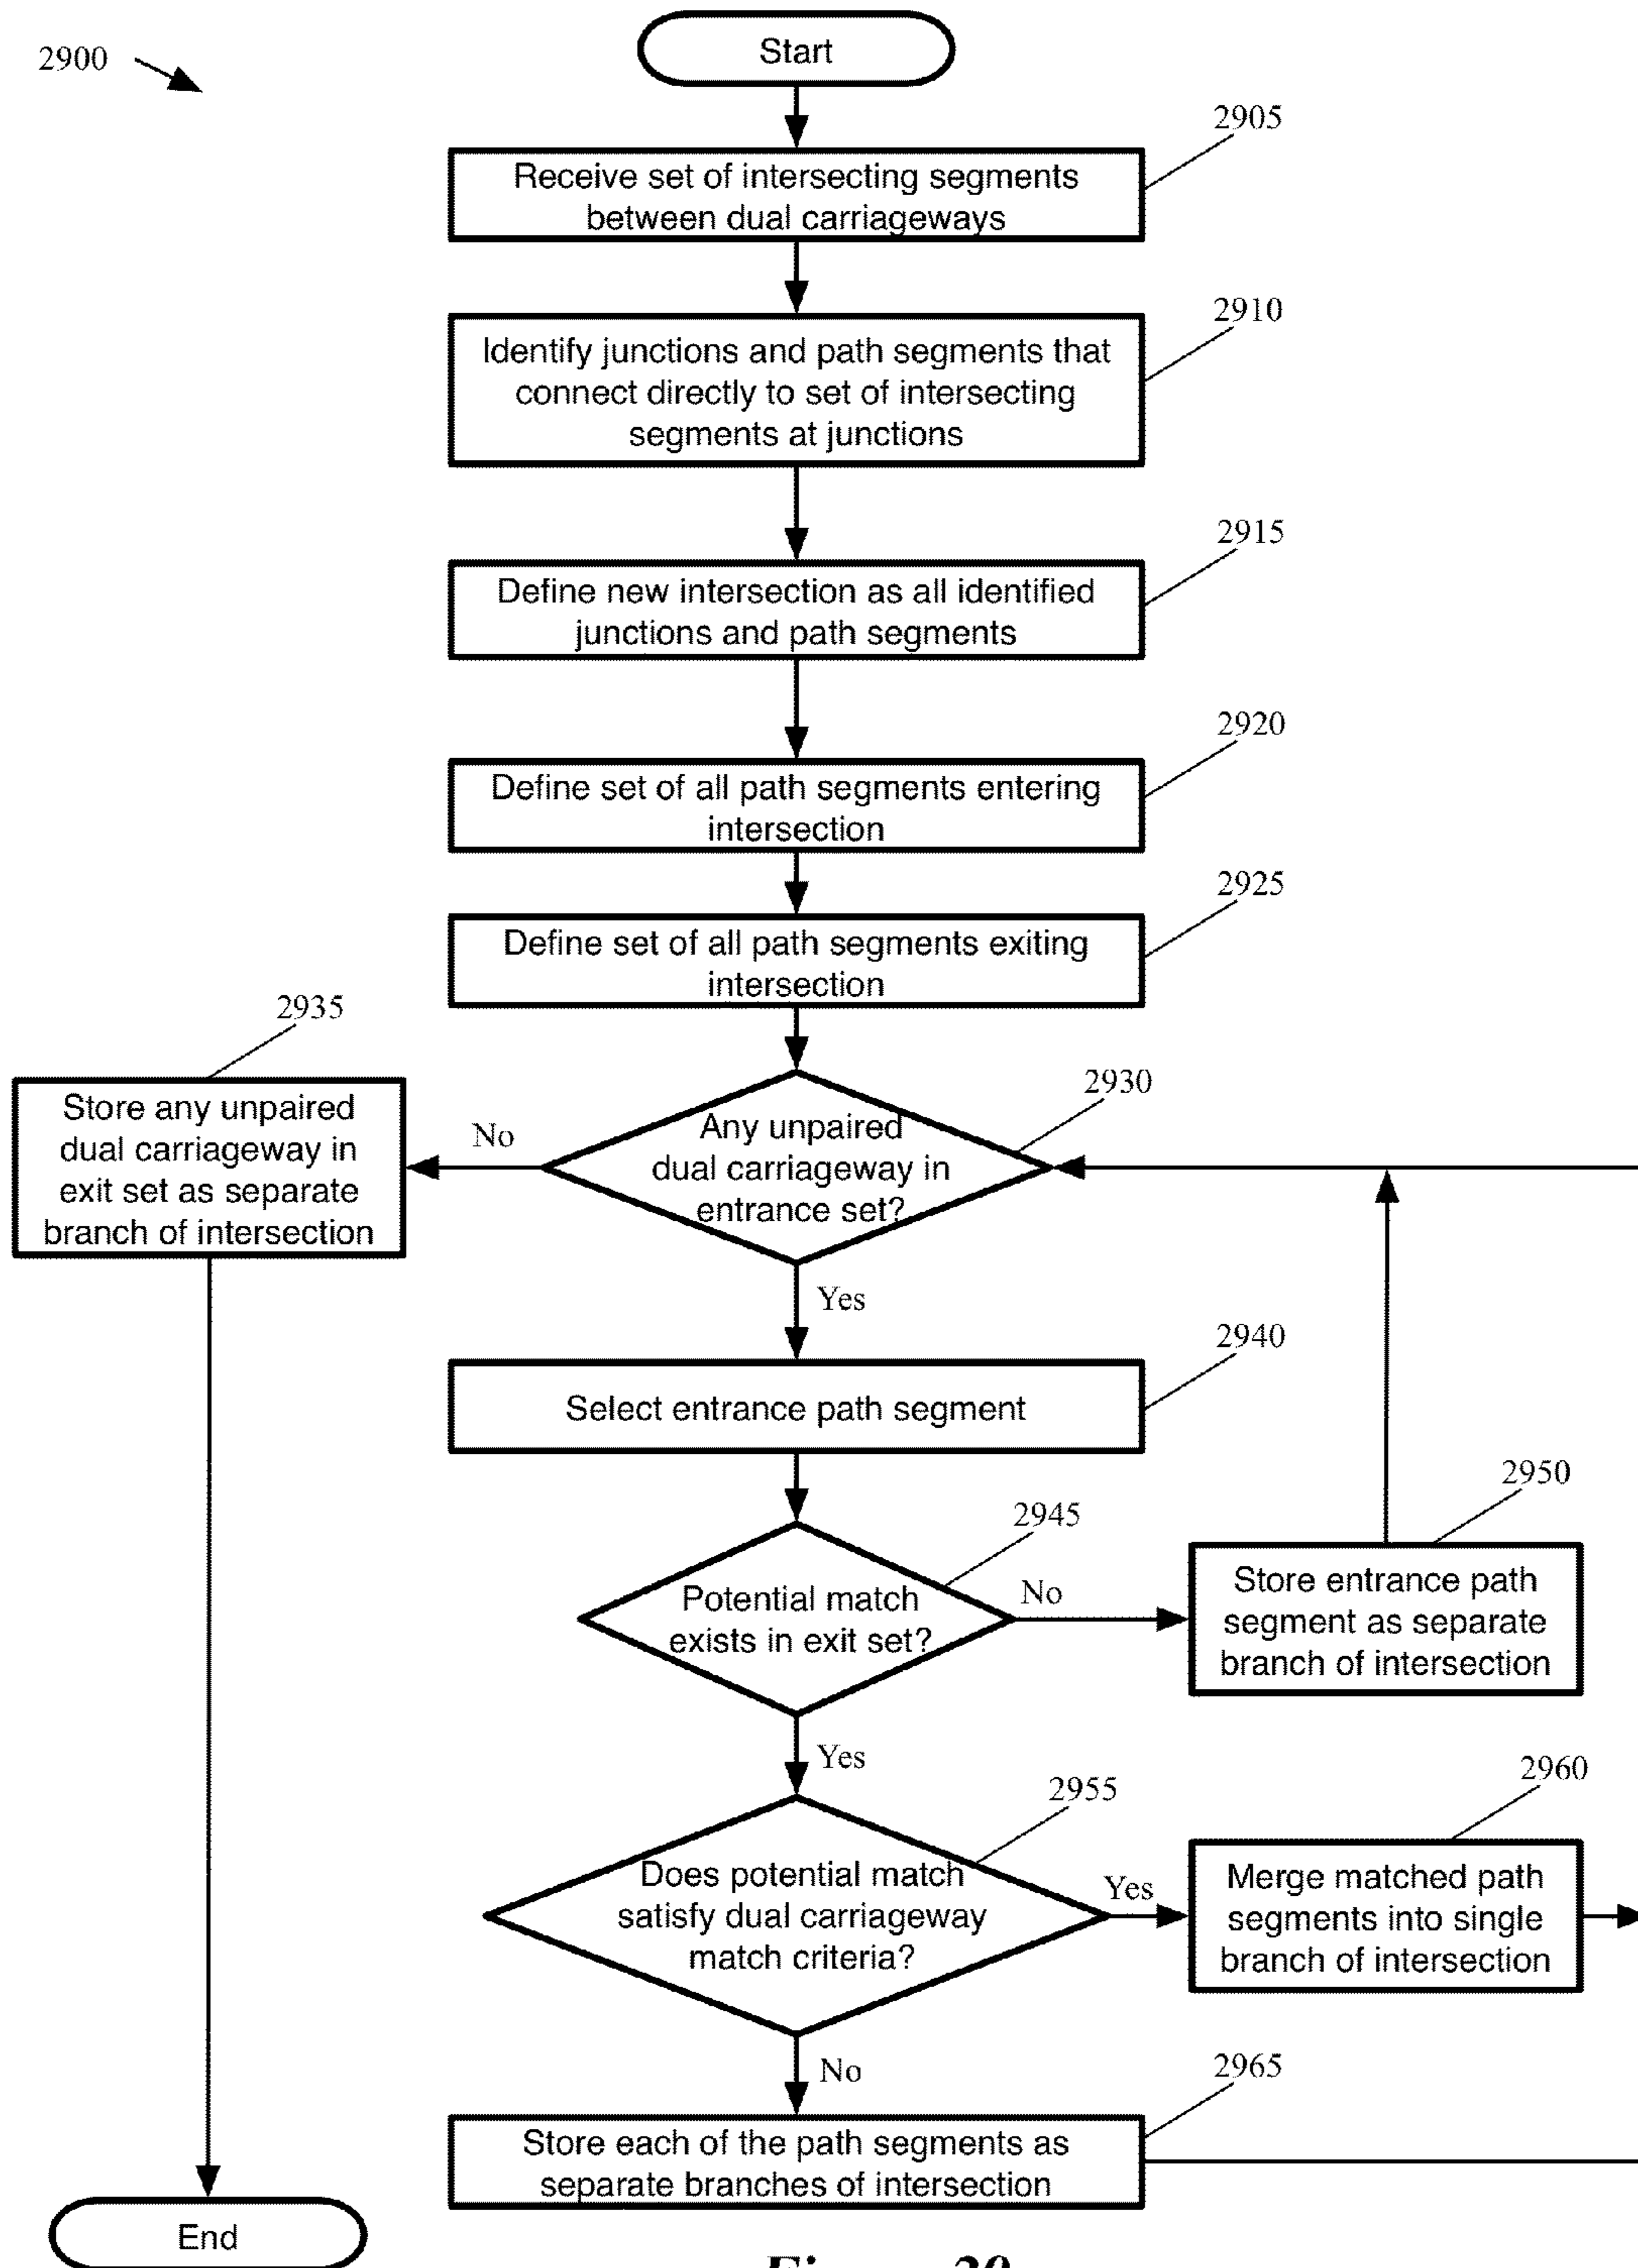 2900
Start
2905
Receive set of intersecting segments
between dual carriageways
2910
Identify junctions and path segments that
connect directly to set of intersecting
segments at junctions
2915
Define new intersection as all identified
junctions and path segments
2920
Define set of all path segments entering
intersection
2925
Define set of all path segments exiting
intersection
2935
Store any unpaired
dual carriageway in
exit set as separate
branch of intersection
No
2930
Any unpaired
dual carriageway in
entrance set?
Yes
2940
Select entrance path segment
2945
Potential match
exists in exit set?
No
2950
Store entrance path
segment as separate
branch of intersection
Yes
2955
Does potential match
satisfy dual carriageway
match criteria?
Yes
2960
Merge matched path
segments into single
branch of intersection
No
2965
Store each of the path segments as
separate branches of intersection
End